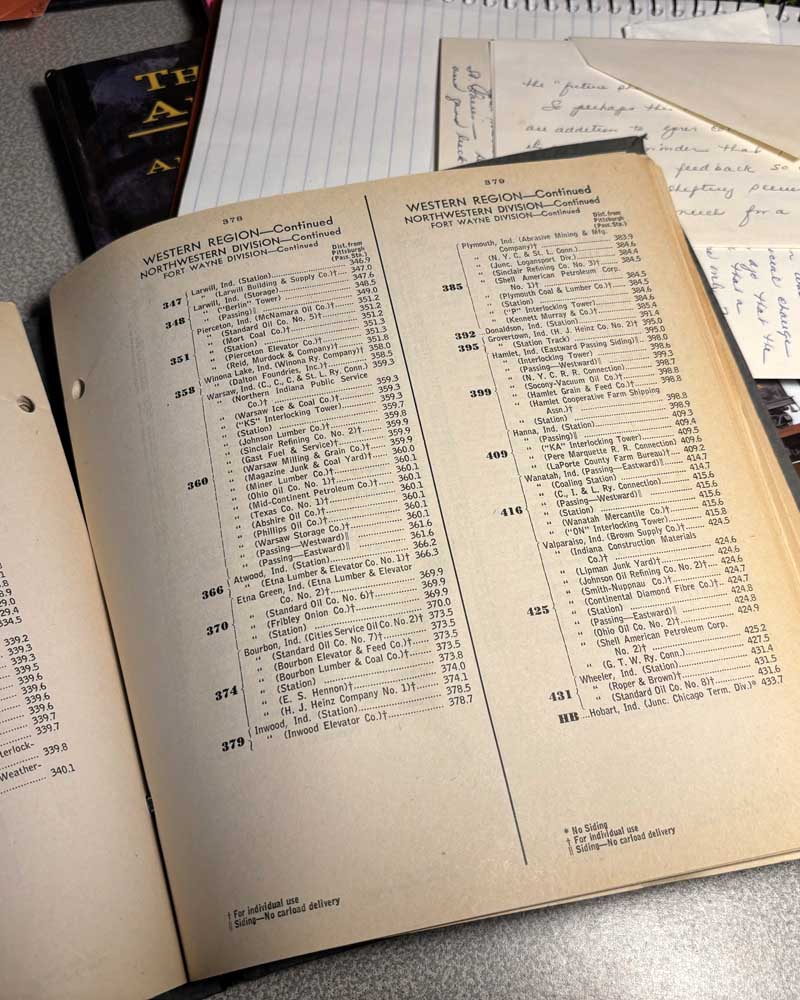 TH
A
A
the "future
So perhaps the
are addition to your
reminder that
feedback so
shifting
for a
and good luck
339.2
339.3
339.3
339.5
339.6
339.6
339.6
339.6
339.7
339.7
339.8
Weather-
340.1
378
WESTERN REGION—Continued
NORTHWESTERN DIVISION—Continued
FORT WAYNE DIVISION—Continued
Dist. from
Pittsburgh
(Pass. Sta.)
347 Larwill, Ind. (Station) 346.9
" (Larwill Building & Supply Co.)† 347.0
Larwill, Ind. (Storage) 347.6
348 " ("Berlin" Tower) 348.5
" (Passing)‖ 349.0
Pierceton, Ind. (McNamara Oil Co.)† 351.2
" (Standard Oil Co. No. 5)† 351.2
" (Mort Coal Co.)† 351.2
351 " (Station) 351.3
" (Pierceton Elevator Co.)† 351.3
" (Reid, Murdock & Company)† 351.8
Winona Lake, Ind. (Winona Ry. Company)† 358.0
358 " (Dalton Foundries, Inc.)† 358.5
Warsaw, Ind. (C., C., C. & St. L. Ry. Conn.) 359.3
" (Northern Indiana Public Service
Co.)† 359.3
" (Warsaw Ice & Coal Co.)† 359.3
" ("KS" Interlocking Tower) 359.3
" (Station) 359.7
" (Johnson Lumber Co.)† 359.8
" (Sinclair Refining Co. No. 2)† 359.9
" (Gast Fuel & Service)† 359.9
" (Warsaw Milling & Grain Co.)† 359.9
360 " (Magazine Junk & Coal Yard)† 360.0
" (Miner Lumber Co.)† 360.1
" (Ohio Oil Co. No. 1)† 360.1
" (Mid-Continent Petroleum Co.)† 360.1
" (Texas Co. No. 1)† 360.1
" (Abshire Oil Co.)† 360.1
" (Phillips Oil Co.)† 360.1
" (Warsaw Storage Co.)† 360.1
" (Passing—Westward)‖ 361.6
" (Passing—Eastward)‖ 361.6
Atwood, Ind. (Station) 366.2
366 " (Etna Lumber & Elevator Co. No. 1)† 366.3
Etna Green, Ind. (Etna Lumber & Elevator
Co. No. 2)† 369.9
370 " (Standard Oil Co. No. 6)† 369.9
" (Fribley Onion Co.)† 369.9
" (Station) 370.0
Bourbon, Ind. (Cities Service Oil Co. No. 2)† 373.5
" (Standard Oil Co. No. 7)† 373.5
" (Bourbon Elevator & Feed Co.)† 373.5
" (Bourbon Lumber & Coal Co.)† 373.5
374 " (Station) 373.8
" (E. S. Hennon)† 374.0
" (H. J. Heinz Company No. 1)† 374.1
Inwood, Ind. (Station) 378.5
379 " (Inwood Elevator Co.)† 378.7
† For individual use
‖ Siding—No carload delivery
379
WESTERN REGION—Continued
NORTHWESTERN DIVISION—Continued
FORT WAYNE DIVISION—Continued
Dist. from
Pittsburgh
(Pass. Sta.)
Plymouth, Ind. (Abrasive Mining & Mfg.
Company)† 383.9
" (N. Y. C. & St. L. Conn.) 384.6
" (Junc. Logansport Div.) 384.4
" (Sinclair Refining Co. No. 3)† 384.5
" (Shell American Petroleum Corp.
385 No. 1)† 384.5
" (Plymouth Coal & Lumber Co.)† 384.5
" (Station) 384.6
" ("P" Interlocking Tower) 384.6
" (Kennett Murray & Co.)† 385.4
392 Donaldson, Ind. (Station) 391.4
395 Grovertown, Ind. (H. J. Heinz Co. No. 2)† 395.0
" (Station Track) 395.0
Hamlet, Ind. (Eastward Passing Siding)‖ 398.0
" (Interlocking Tower) 398.6
" (Passing—Westward)‖ 399.3
" (N. Y. C. R. R. Connection) 398.7
399 " (Socony-Vacuum Oil Co.)† 398.8
" (Hamlet Grain & Feed Co.)† 398.8
" (Hamlet Cooperative Farm Shipping
Assn.)† 398.8
" (Station) 398.9
Hanna, Ind. (Station) 409.3
" (Passing)‖ 409.4
409 " ("KA" Interlocking Tower) 409.5
" (Pere Marquette R. R. Connection) 409.6
" (LaPorte County Farm Bureau)† 409.2
Wanatah, Ind. (Passing—Eastward)‖ 414.7
" (Coaling Station) 414.7
" (C., I. & L. Ry. Connection) 415.6
416 " (Passing—Westward)‖ 415.6
" (Station) 415.6
" (Wanatah Mercantile Co.)† 415.6
" ("ON" Interlocking Tower) 415.8
Valparaiso, Ind. (Brown Supply Co.)† 424.5
" (Indiana Construction Materials
Co.)† 424.6
" (Lipman Junk Yard)† 424.6
" (Johnson Oil Refining Co. No. 2)† 424.6
" (Smith-Nuppnau Co.)† 424.7
425 " (Continental Diamond Fibre Co.)† 424.7
" (Station) 424.8
" (Passing—Eastward)‖ 424.8
" (Ohio Oil Co. No. 2)† 424.9
" (Shell American Petroleum Corp.
No. 2)† 425.2
" (G. T. W. Ry. Conn.) 427.5
Wheeler, Ind. (Station) 431.4
431 " (Roper & Brown)† 431.5
" (Standard Oil Co. No. 8)† 431.6
HB Hobart, Ind. (Junc. Chicago Term. Div.)* 433.7
* No Siding
† For individual use
‖ Siding—No carload delivery